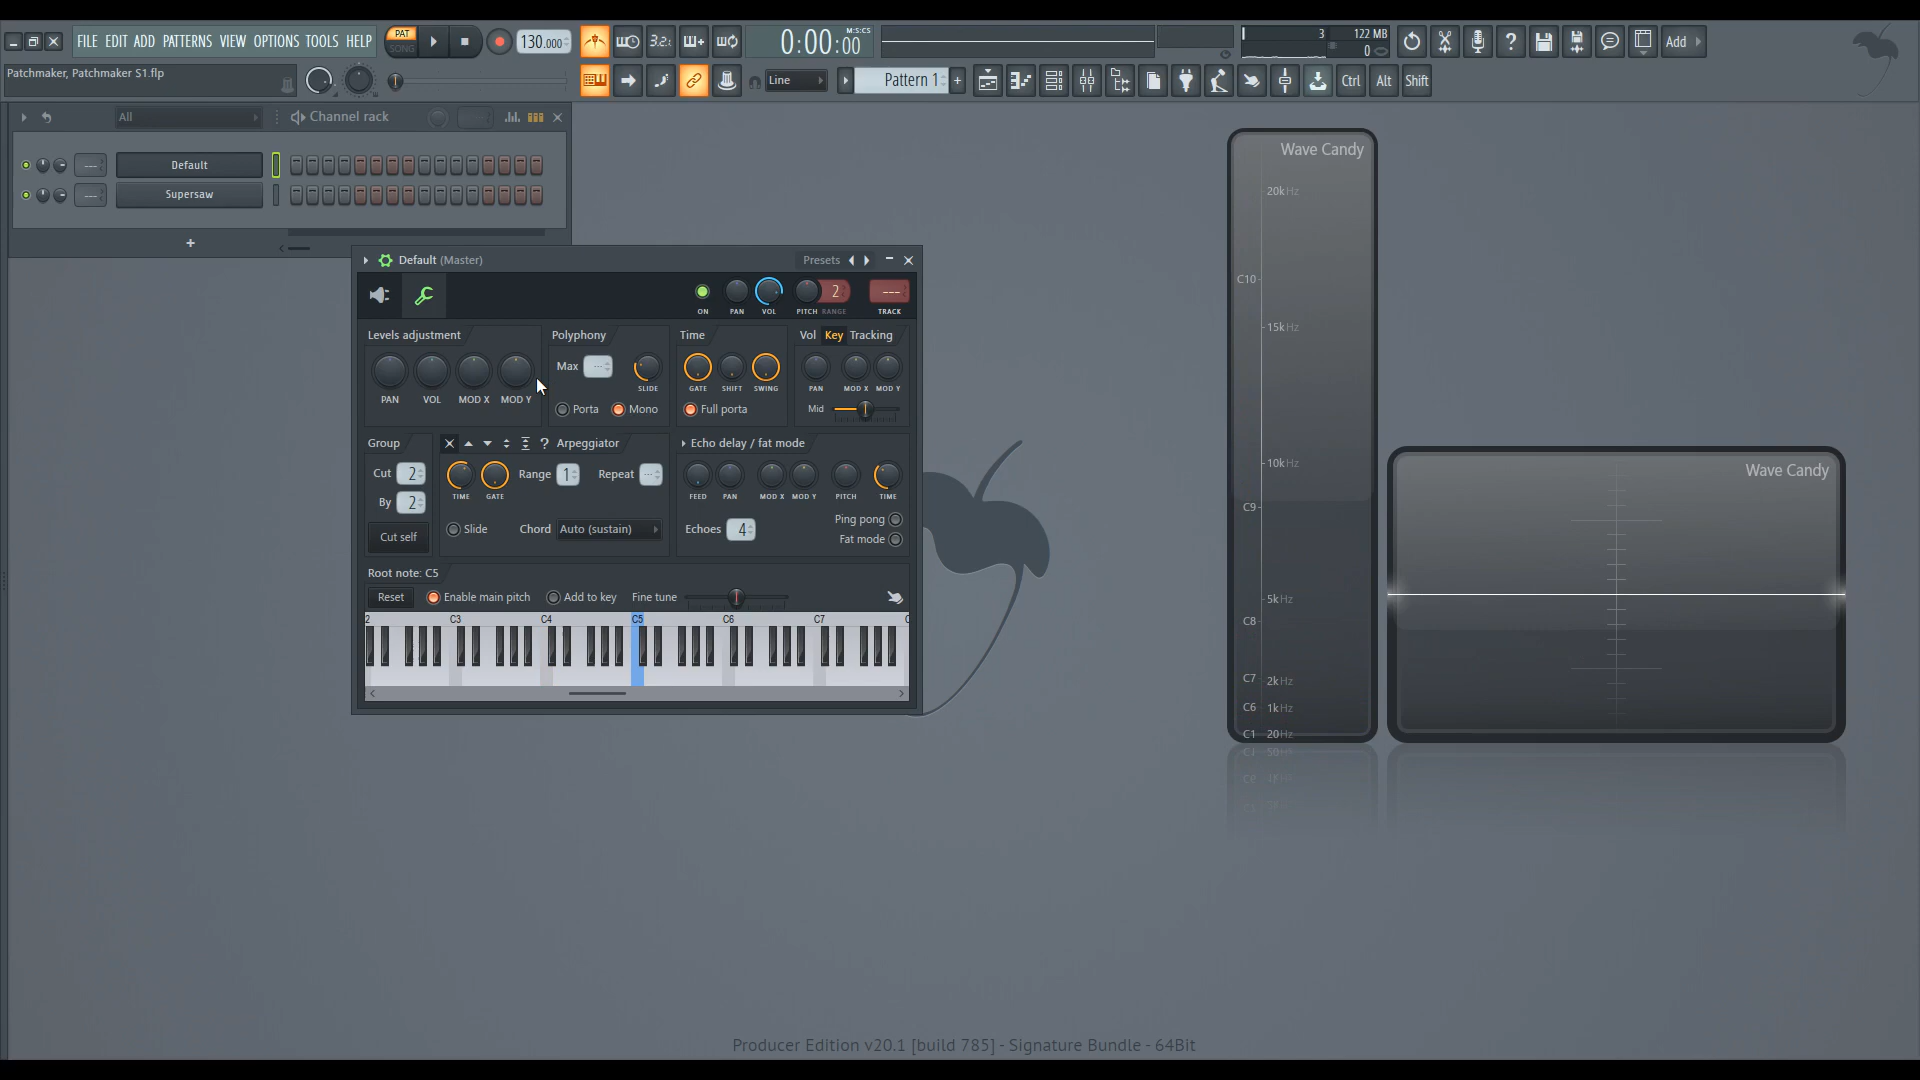 FILE EDIT ADD PATTERNS VIEW OPTIONS TOOLS HELP
PAT
SONG
130.000
3.2.
0:00:00
M:S:CS
3
122 MB
0
Add
Patchmaker, Patchmaker S1.flp
Line
Pattern 1
+
Ctrl
Alt
Shift
All
Channel rack
---
Default
---
Supersaw
+
Default (Master)
Presets
2
---
ON
PAN
VOL
PITCH RANGE
TRACK
Levels adjustment
Polyphony
Time
Vol Key Tracking
Max
---
PAN
VOL
MOD X
MOD Y
SLIDE
GATE
SHIFT
SWING
PAN
MOD X
MOD Y
Porta
Mono
Full porta
Mid
Group
? Arpeggiator
Echo delay / fat mode
Cut 2
By 2
Cut self
TIME
GATE
Range 1
Repeat ---
Slide
Chord Auto (sustain)
FEED
PAN
MOD X
MOD Y
PITCH
TIME
Echoes 4
Ping pong
Fat mode
Root note: C5
Reset
Enable main pitch
Add to key
Fine tune
2 C3 C4 C5 C6 C7
Wave Candy
20kHz
C10
15kHz
10kHz
C9
5kHz
C8
C7 2kHz
C6 1kHz
C1 20Hz
Wave Candy
Producer Edition v20.1 [build 785] - Signature Bundle - 64Bit